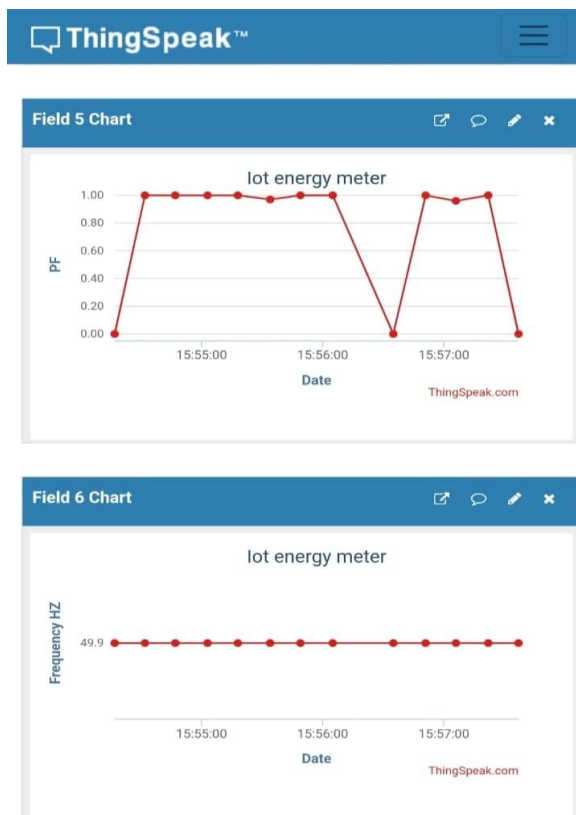 ThingSpeak™
Field 5 Chart
Iot energy meter
1.00
0.80
0.60
0.40
0.20
0.00
PF
15:55:00 15:56:00 15:57:00
Date
ThingSpeak.com
Field 6 Chart
Iot energy meter
49.9
Frequency HZ
15:55:00 15:56:00 15:57:00
Date
ThingSpeak.com